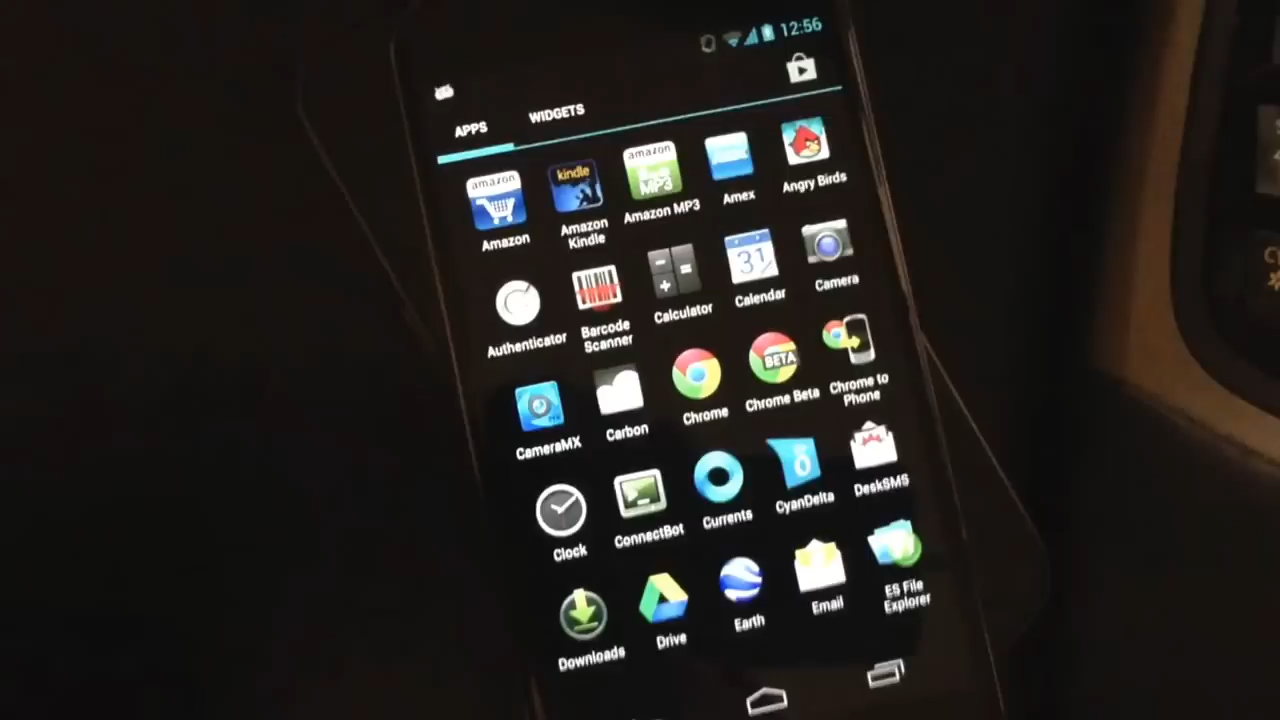 12:56
APPS
WIDGETS
amazon
kindle
amazon
MP3
Amazon
Amazon
Kindle
Amazon MP3
Amex
Angry Birds
31
Authenticator
Barcode
Scanner
Calculator
Calendar
Camera
BETA
CameraMX
Carbon
Chrome
Chrome Beta
Chrome to
Phone
Clock
ConnectBot
Currents
CyanDelta
DeskSMS
Downloads
Drive
Earth
Email
ES File
Explorer